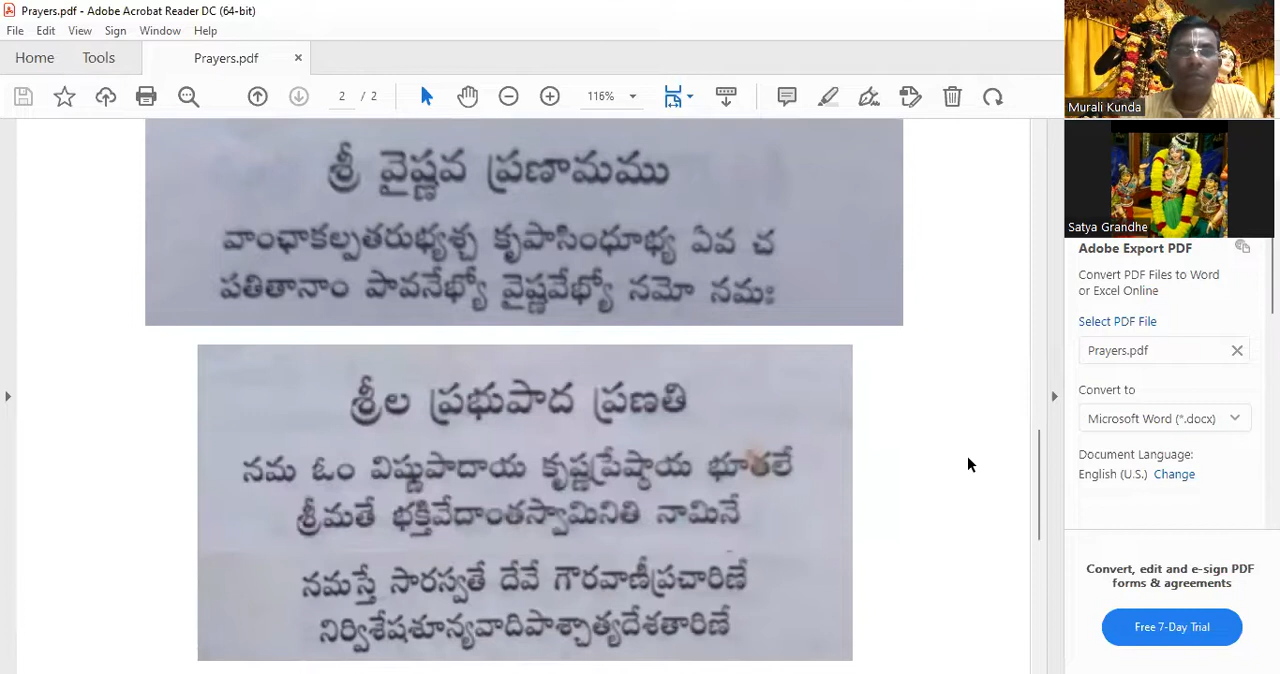 Prayers.pdf - Adobe Acrobat Reader DC (64-bit)
File Edit View Sign Window Help
Home Tools Prayers.pdf ×
2 / 2 116%
శ్రీ వైష్ణవ ప్రణామము
వాంఛాకల్పతరుభ్యశ్చ కృపాసింధూభ్య ఏవ చ
పతితానాం పావనేభ్యో వైష్ణవేభ్యో నమో నమః
శ్రీల ప్రభుపాద ప్రణతి
నమ ఓం విష్ణుపాదాయ కృష్ణప్రేష్ఠాయ భూతలే
శ్రీమతే భక్తివేదాంతస్వామినితి నామినే
నమస్తే సారస్వతే దేవే గౌరవాణీప్రచారిణే
నిర్విశేషశూన్యవాదిపాశ్చాత్యదేశతారిణే
Murali Kunda
Satya Grandhe
Adobe Export PDF
Convert PDF Files to Word
or Excel Online
Select PDF File
Prayers.pdf
Convert to
Microsoft Word (*.docx)
Document Language:
English (U.S.) Change
Convert, edit and e-sign PDF
forms & agreements
Free 7-Day Trial